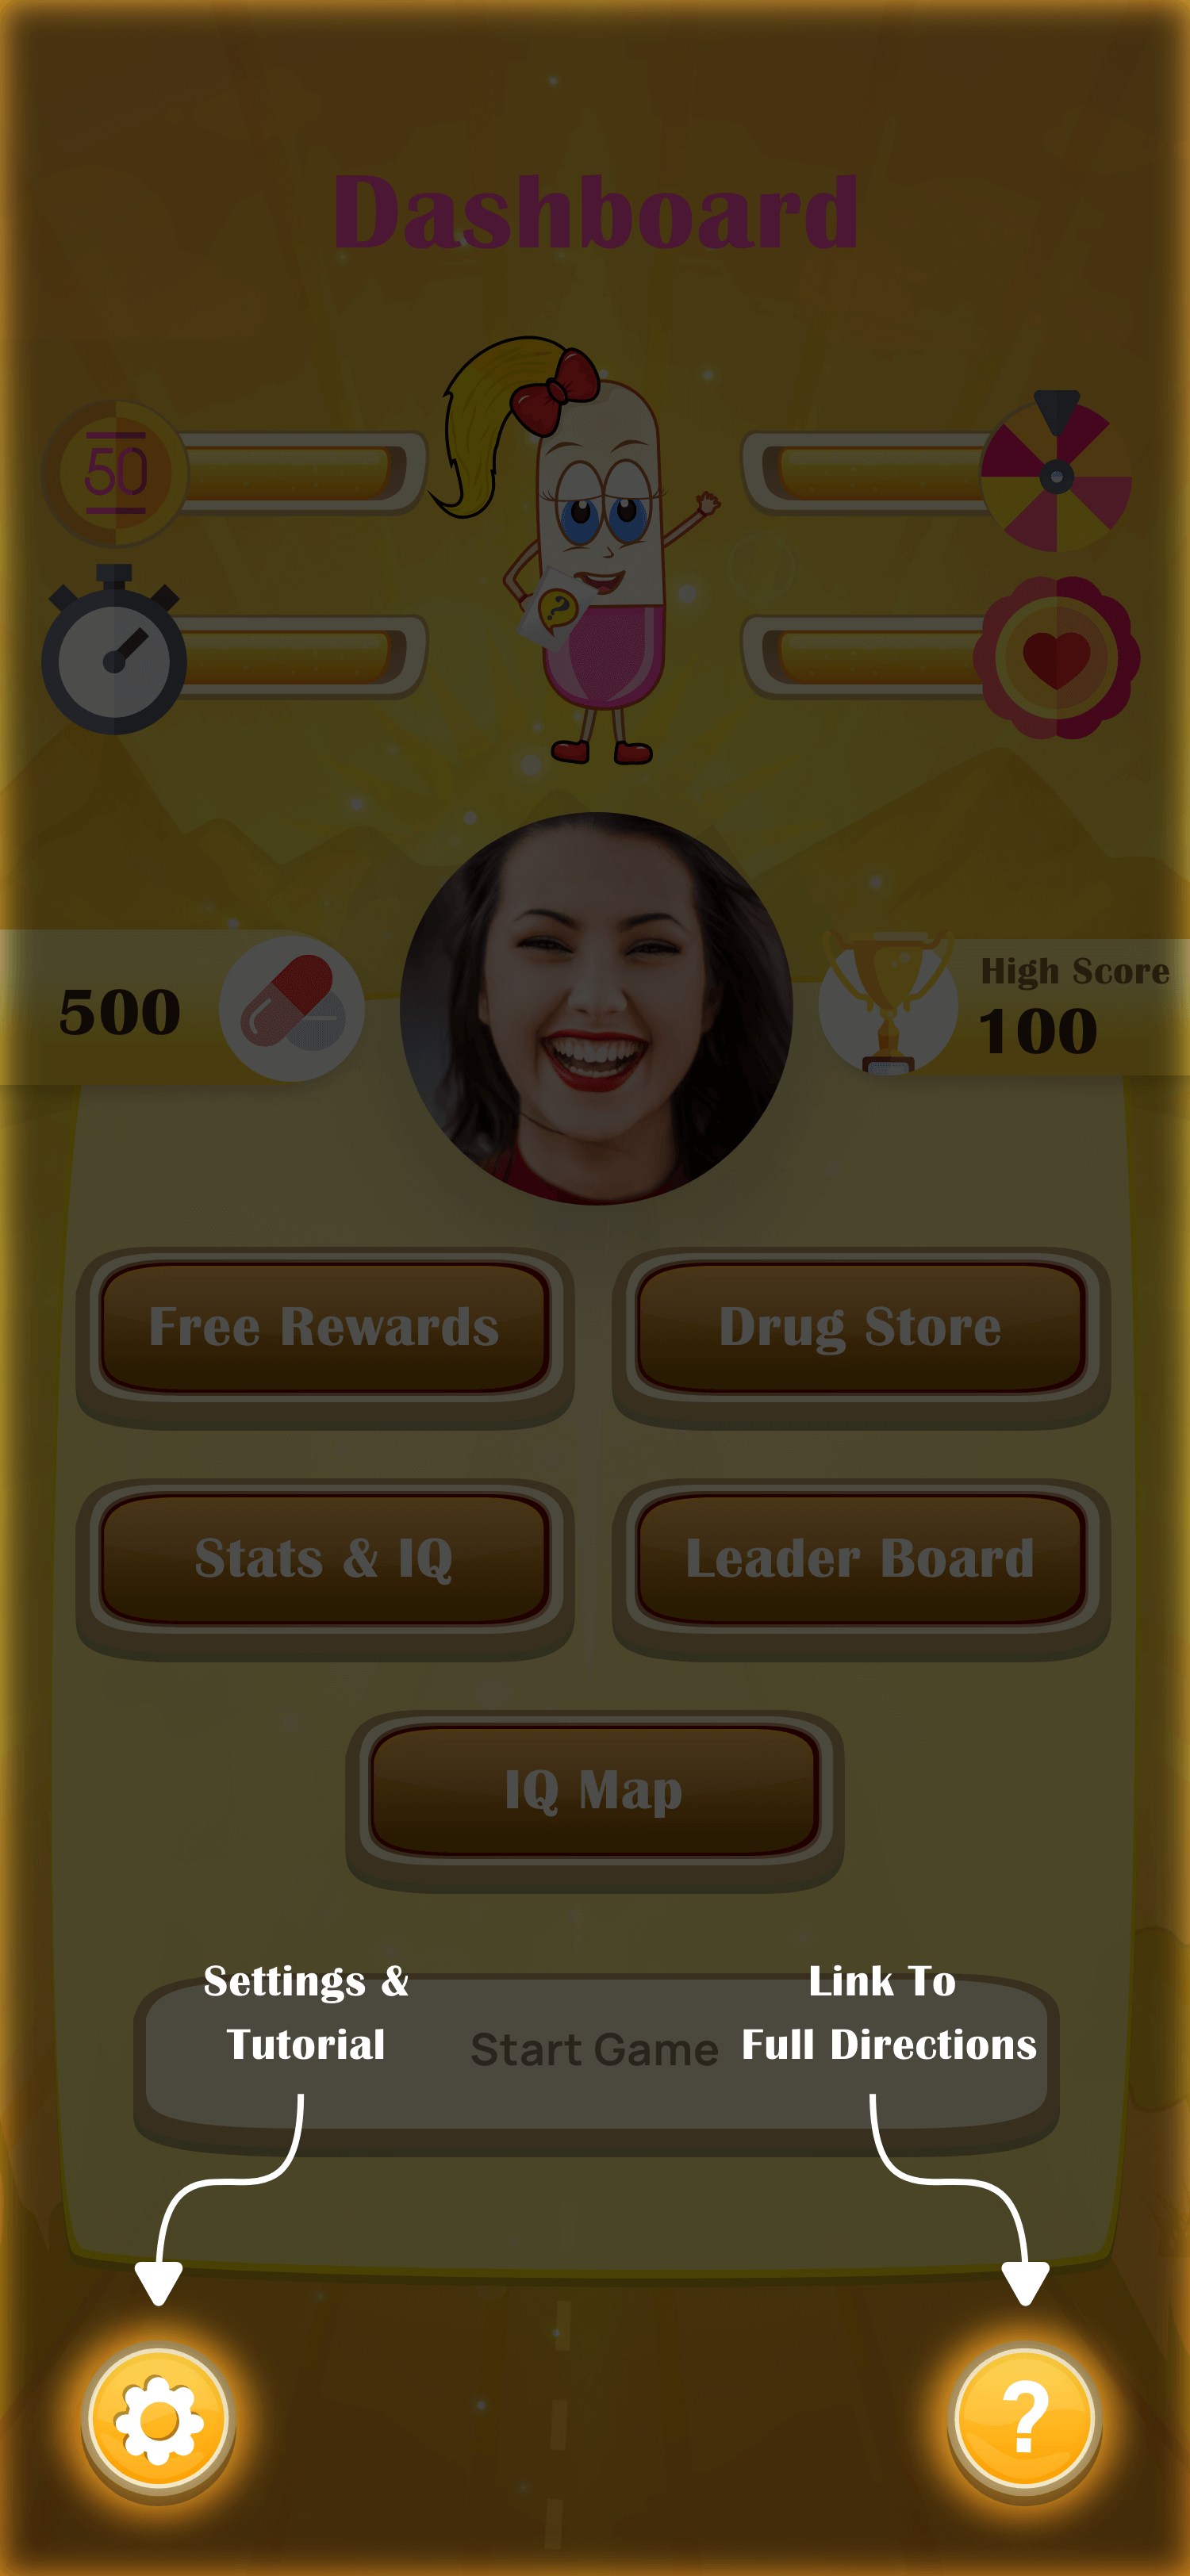 Dashboard
50
?
500
High Score
100
Free Rewards
Drug Store
Stats & IQ
Leader Board
IQ Map
Settings &
Tutorial
Start Game
Link To
Full Directions
?